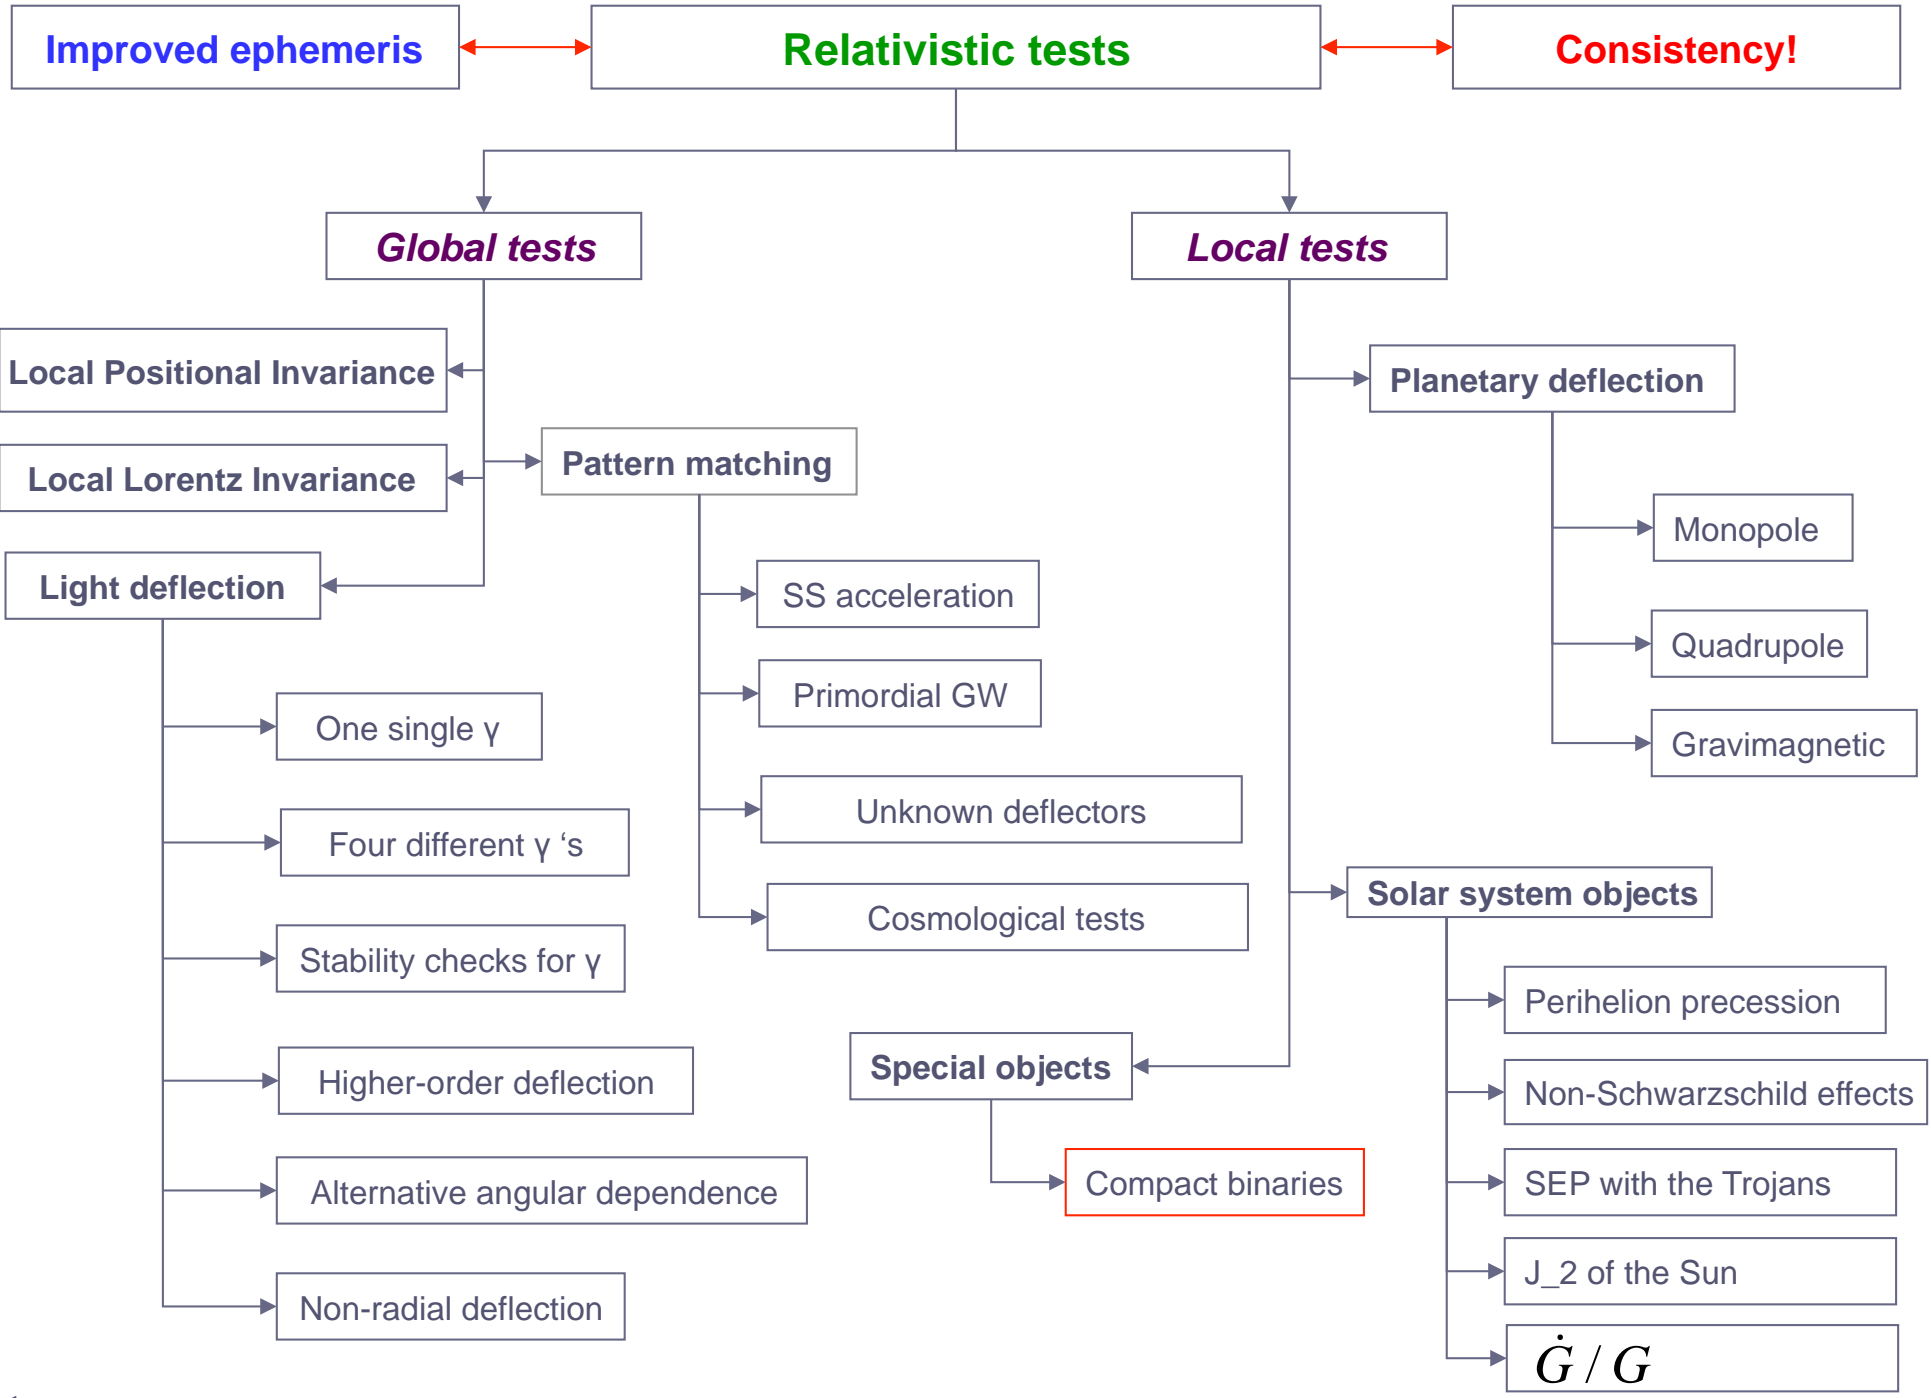 Improved ephemeris
Relativistic tests
Consistency!
Global tests
Local tests
Local Positional Invariance
Planetary deflection
Local Lorentz Invariance
Pattern matching
Monopole
Light deflection
SS acceleration
Quadrupole
Primordial GW
One single γ
Gravimagnetic
Unknown deflectors
Four different γ ‘s
Solar system objects
Cosmological tests
Stability checks for γ
Perihelion precession
Special objects
Higher-order deflection
Non-Schwarzschild effects
Alternative angular dependence
Compact binaries
SEP with the Trojans
J_2 of the Sun
Non-radial deflection
Ġ / G